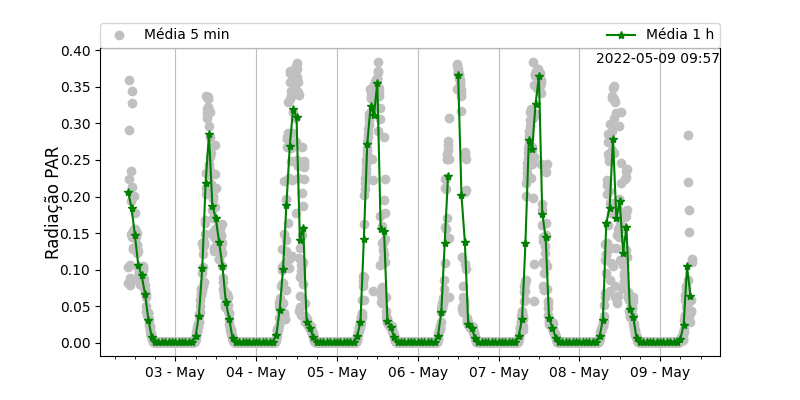 Média 5 min
Média 1 h
2022-05-09 09:57
Radiação PAR
0.40
0.35
0.30
0.25
0.20
0.15
0.10
0.05
0.00
03 - May
04 - May
05 - May
06 - May
07 - May
08 - May
09 - May